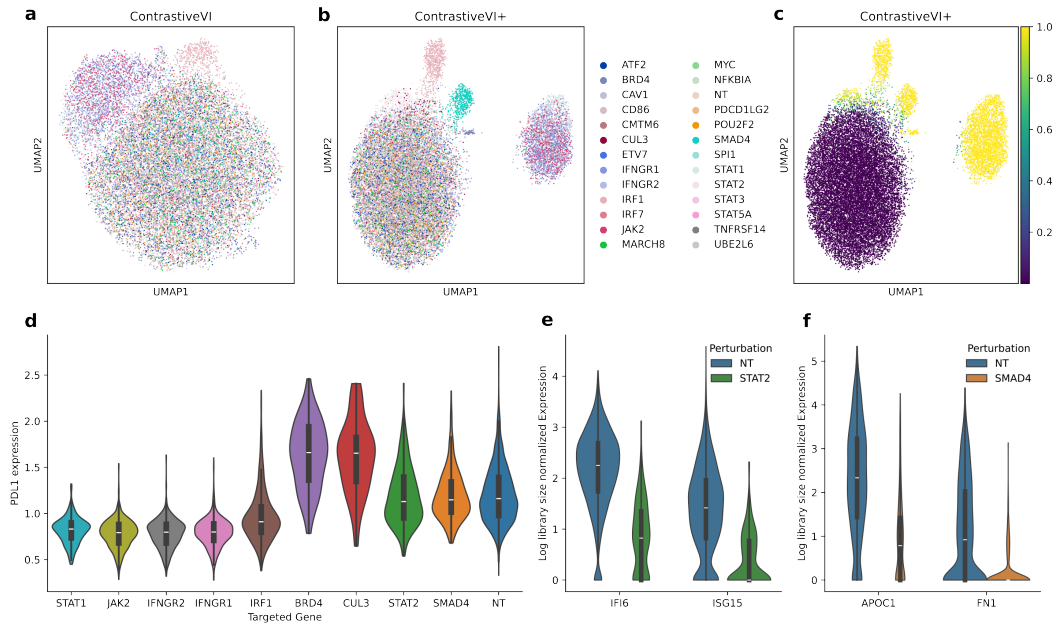 a
ContrastiveVI
UMAP2
UMAP1
b
ContrastiveVI+
UMAP2
UMAP1
ATF2
BRD4
CAV1
CD86
CMTM6
CUL3
ETV7
IFNGR1
IFNGR2
IRF1
IRF7
JAK2
MARCH8
MYC
NFKBIA
NT
PDCD1LG2
POU2F2
SMAD4
SPI1
STAT1
STAT2
STAT3
STAT5A
TNFRSF14
UBE2L6
c
ContrastiveVI+
UMAP2
UMAP1
1.0
0.8
0.6
0.4
0.2
d
PDL1 expression
2.5
2.0
1.5
1.0
0.5
STAT1 JAK2 IFNGR2 IFNGR1 IRF1 BRD4 CUL3 STAT2 SMAD4 NT
Targeted Gene
e
Log library size normalized Expression
4
3
2
1
0
Perturbation
NT
STAT2
IFI6 ISG15
f
Log library size normalized Expression
5
4
3
2
1
0
Perturbation
NT
SMAD4
APOC1 FN1